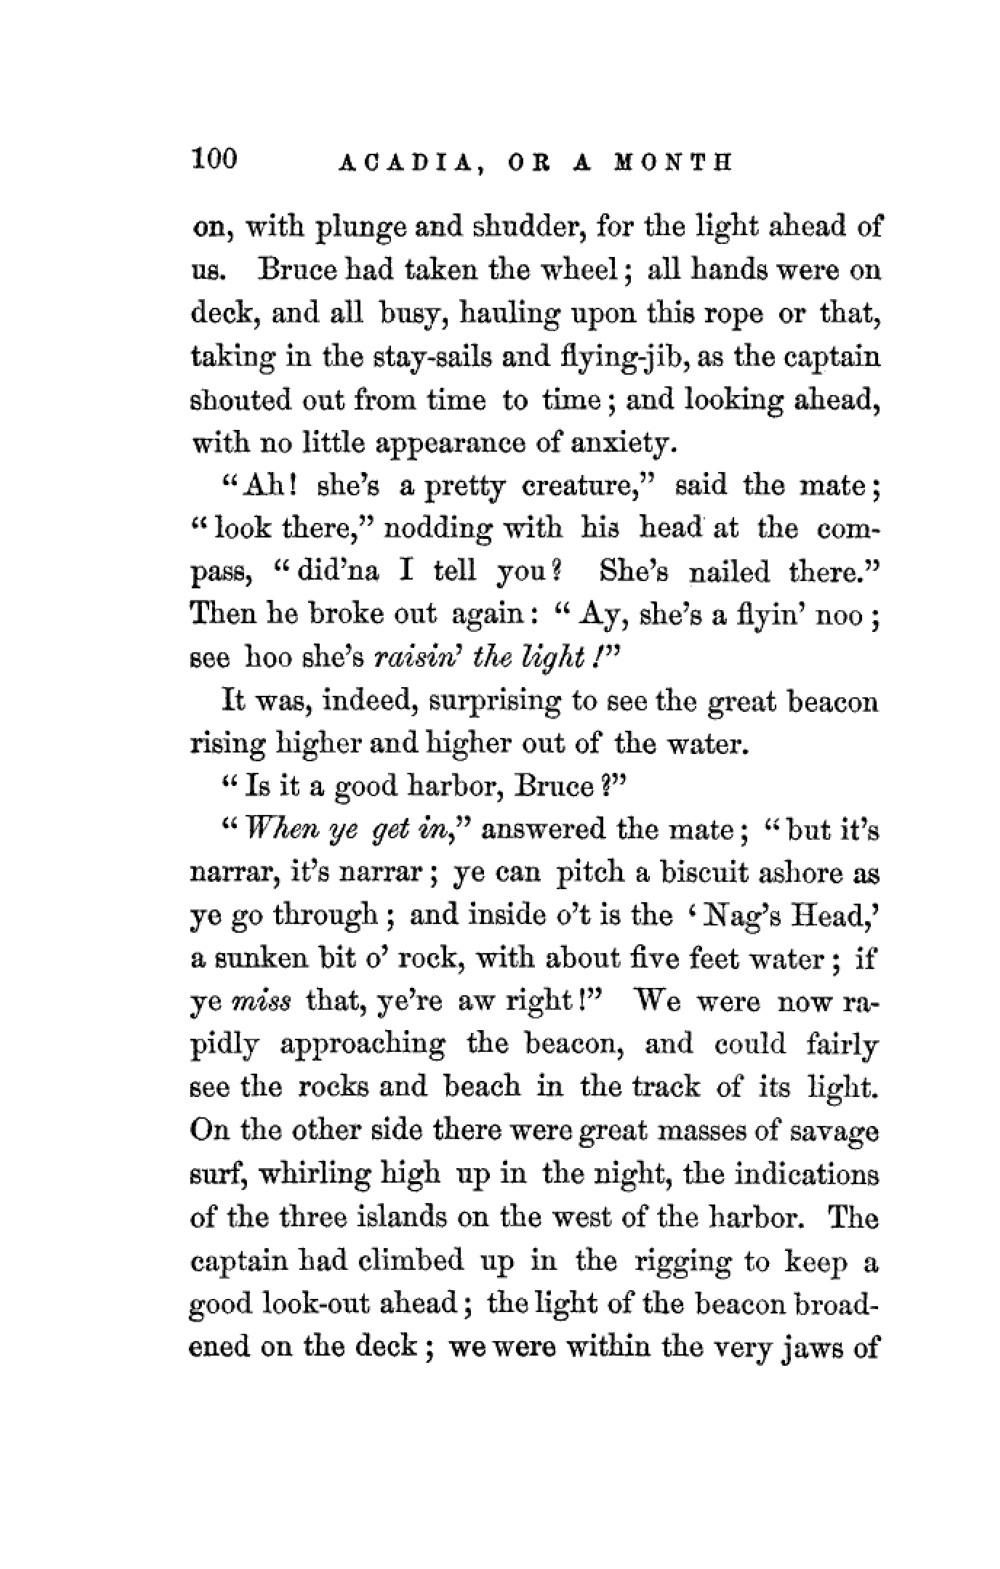 100 ACADIA, OR A MONTH
on, with plunge and shudder, for the light ahead of
us. Bruce had taken the wheel; all hands were on
deck, and all busy, hauling upon this rope or that,
taking in the stay-sails and flying-jib, as the captain
shouted out from time to time; and looking ahead,
with no little appearance of anxiety.
"Ah! she's a pretty creature," said the mate;
"look there," nodding with his head at the com-
pass, "did'na I tell you? She's nailed there."
Then he broke out again: "Ay, she's a flyin' noo;
see hoo she's raisin' the light!"
It was, indeed, surprising to see the great beacon
rising higher and higher out of the water.
"Is it a good harbor, Bruce?"
"When ye get in," answered the mate; "but it's
narrar, it's narrar; ye can pitch a biscuit ashore as
ye go through; and inside o't is the 'Nag's Head,'
a sunken bit o' rock, with about five feet water; if
ye miss that, ye're aw right!" We were now ra-
pidly approaching the beacon, and could fairly
see the rocks and beach in the track of its light.
On the other side there were great masses of savage
surf, whirling high up in the night, the indications
of the three islands on the west of the harbor. The
captain had climbed up in the rigging to keep a
good look-out ahead; the light of the beacon broad-
ened on the deck; we were within the very jaws of